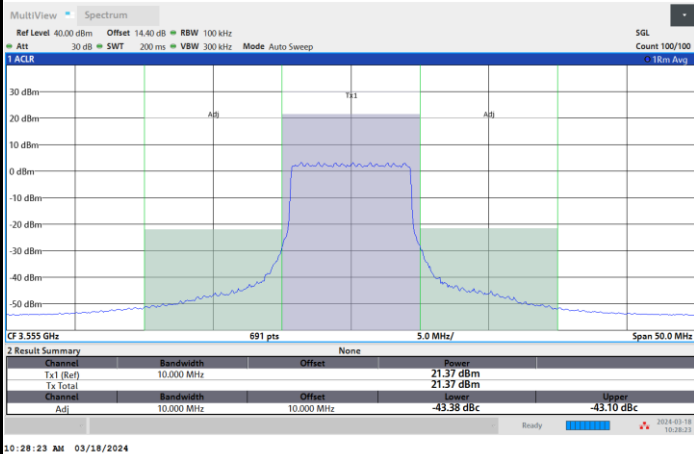 MultiView Spectrum
Ref Level 40.00 dBm Offset 14.40 dB RBW 100 kHz SGL
Att 30 dB SWT 200 ms VBW 300 kHz Mode Auto Sweep Count 100/100
1 ACLR 1Rm Avg
30 dBm
Tx1
20 dBm Adj Adj
10 dBm
0 dBm
-10 dBm
-20 dBm
-30 dBm
-40 dBm
-50 dBm
CF 3.555 GHz 691 pts 5.0 MHz/ Span 50.0 MHz
2 Result Summary None
Channel Bandwidth Offset Power
Tx1 (Ref) 10.000 MHz 21.37 dBm
Tx Total 21.37 dBm
Channel Bandwidth Offset Lower Upper
Adj 10.000 MHz 10.000 MHz -43.38 dBc -43.10 dBc
Ready 2024-03-18
10:28:23
10:28:23 AM 03/18/2024